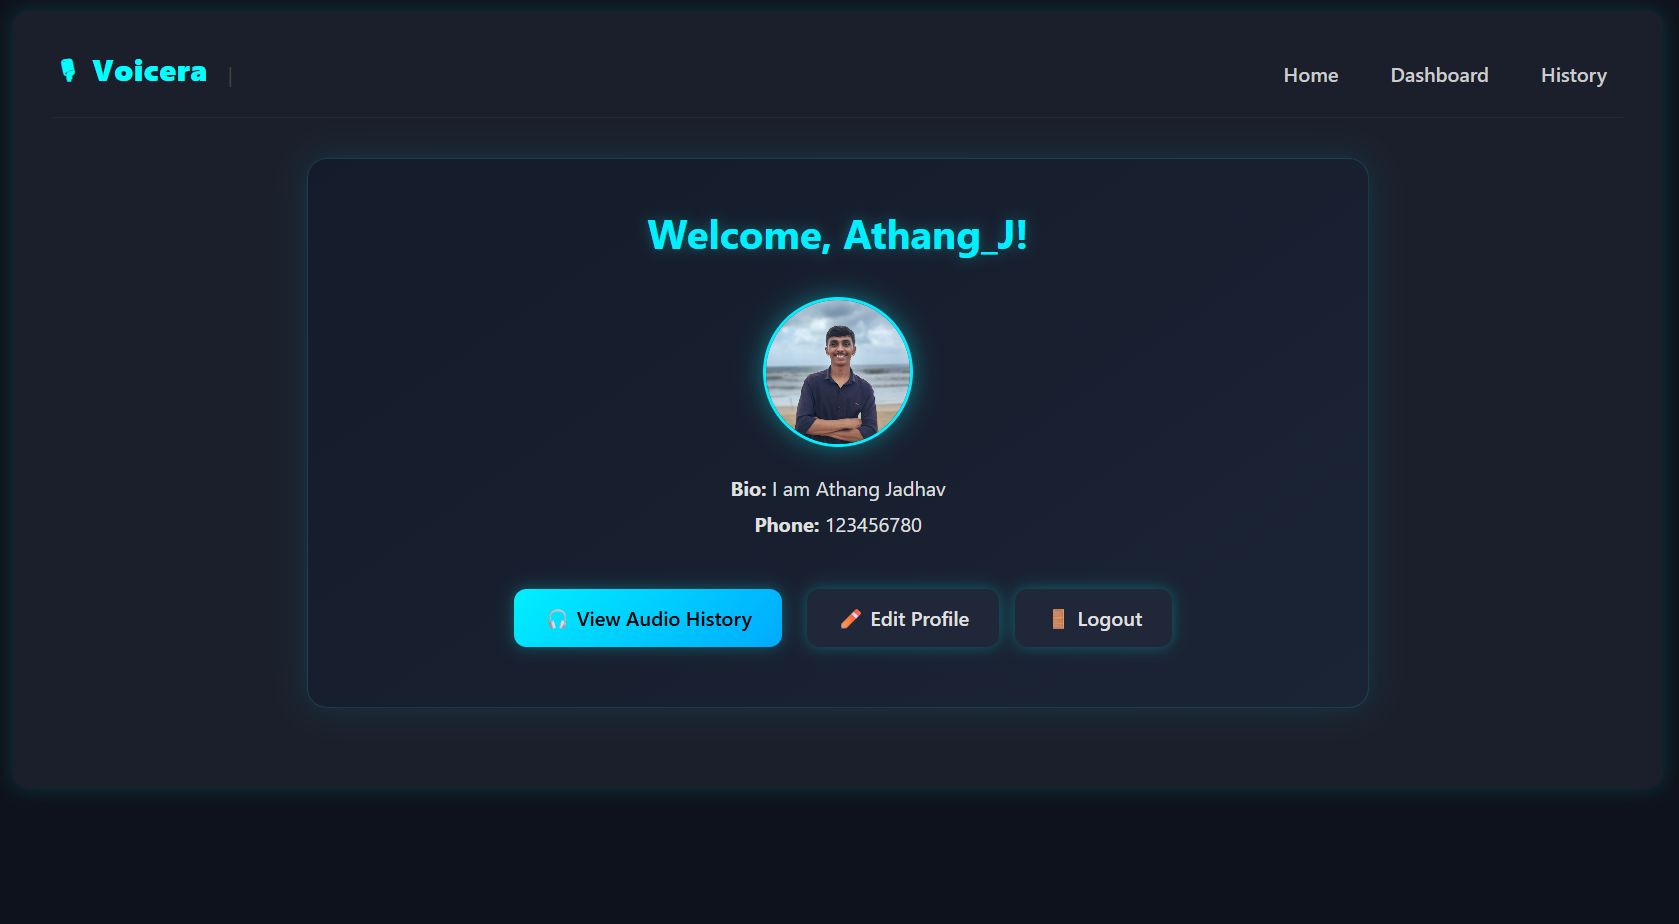 Voicera |
Home Dashboard History
Welcome, Athang_J!
Bio: I am Athang Jadhav
Phone: 123456780
View Audio History Edit Profile Logout